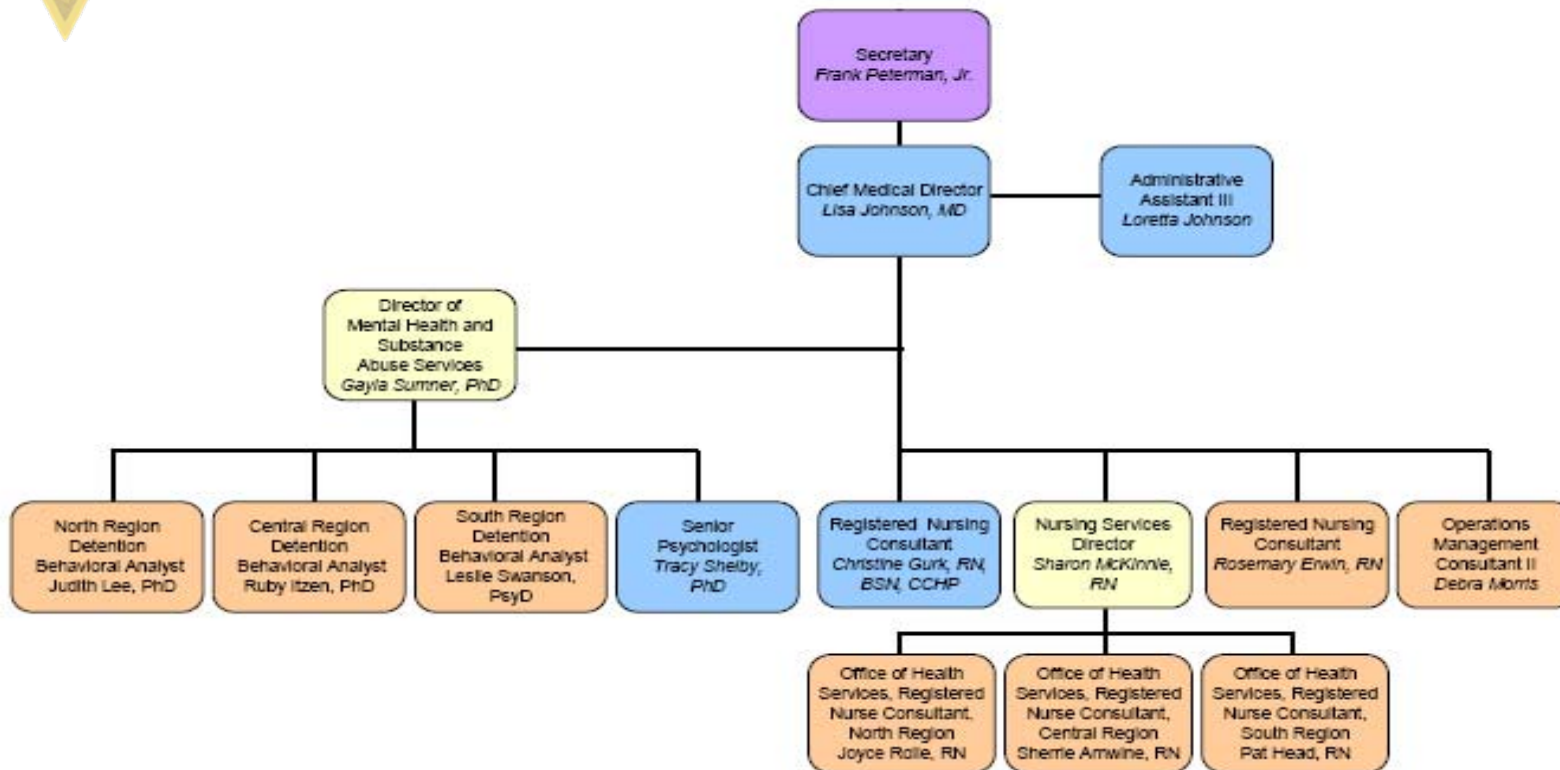 Secretary
Frank Peterman, Jr.
Chief Medical Director
Lisa Johnson, MD
Administrative
Assistant III
Loretta Johnson
Director of
Mental Health and
Substance
Abuse Services
Gayla Sumner, PhD
North Region
Detention
Behavioral Analyst
Judith Lee, PhD
Central Region
Detention
Behavioral Analyst
Ruby Itzen, PhD
South Region
Detention
Behavioral Analyst
Leslie Swanson,
PsyD
Senior
Psychologist
Tracy Shelby,
PhD
Registered Nursing
Consultant
Christine Gurk, RN,
BSN, CCHP
Nursing Services
Director
Sharon McKinnie,
RN
Registered Nursing
Consultant
Rosemary Erwin, RN
Operations
Management
Consultant II
Debra Morris
Office of Health
Services, Registered
Nurse Consultant,
North Region
Joyce Rolle, RN
Office of Health
Services, Registered
Nurse Consultant,
Central Region
Sherrie Arnwine, RN
Office of Health
Services, Registered
Nurse Consultant,
South Region
Pat Head, RN